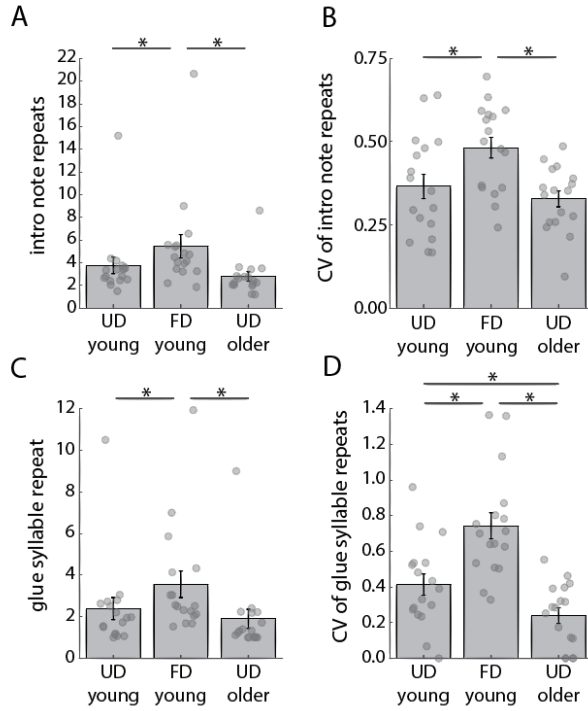 A
* *
intro note repeats
22
20
18
16
14
12
10
8
6
4
2
UD young
FD young
UD older
B
* *
CV of intro note repeats
0.75
0.50
0.25
0.00
UD young
FD young
UD older
C
* *
glue syllable repeat
12
10
8
6
4
2
0
UD young
FD young
UD older
D
*
* *
CV of glue syllable repeats
1.4
1.2
1.0
0.8
0.6
0.4
0.2
0.0
UD young
FD young
UD older